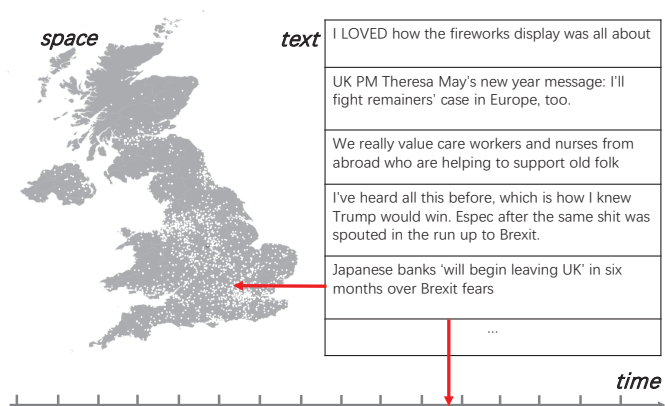 space
text
I LOVED how the fireworks display was all about
UK PM Theresa May's new year message: I'll
fight remainers' case in Europe, too.
We really value care workers and nurses from
abroad who are helping to support old folk
I've heard all this before, which is how I knew
Trump would win. Espec after the same shit was
spouted in the run up to Brexit.
Japanese banks 'will begin leaving UK' in six
months over Brexit fears
...
time